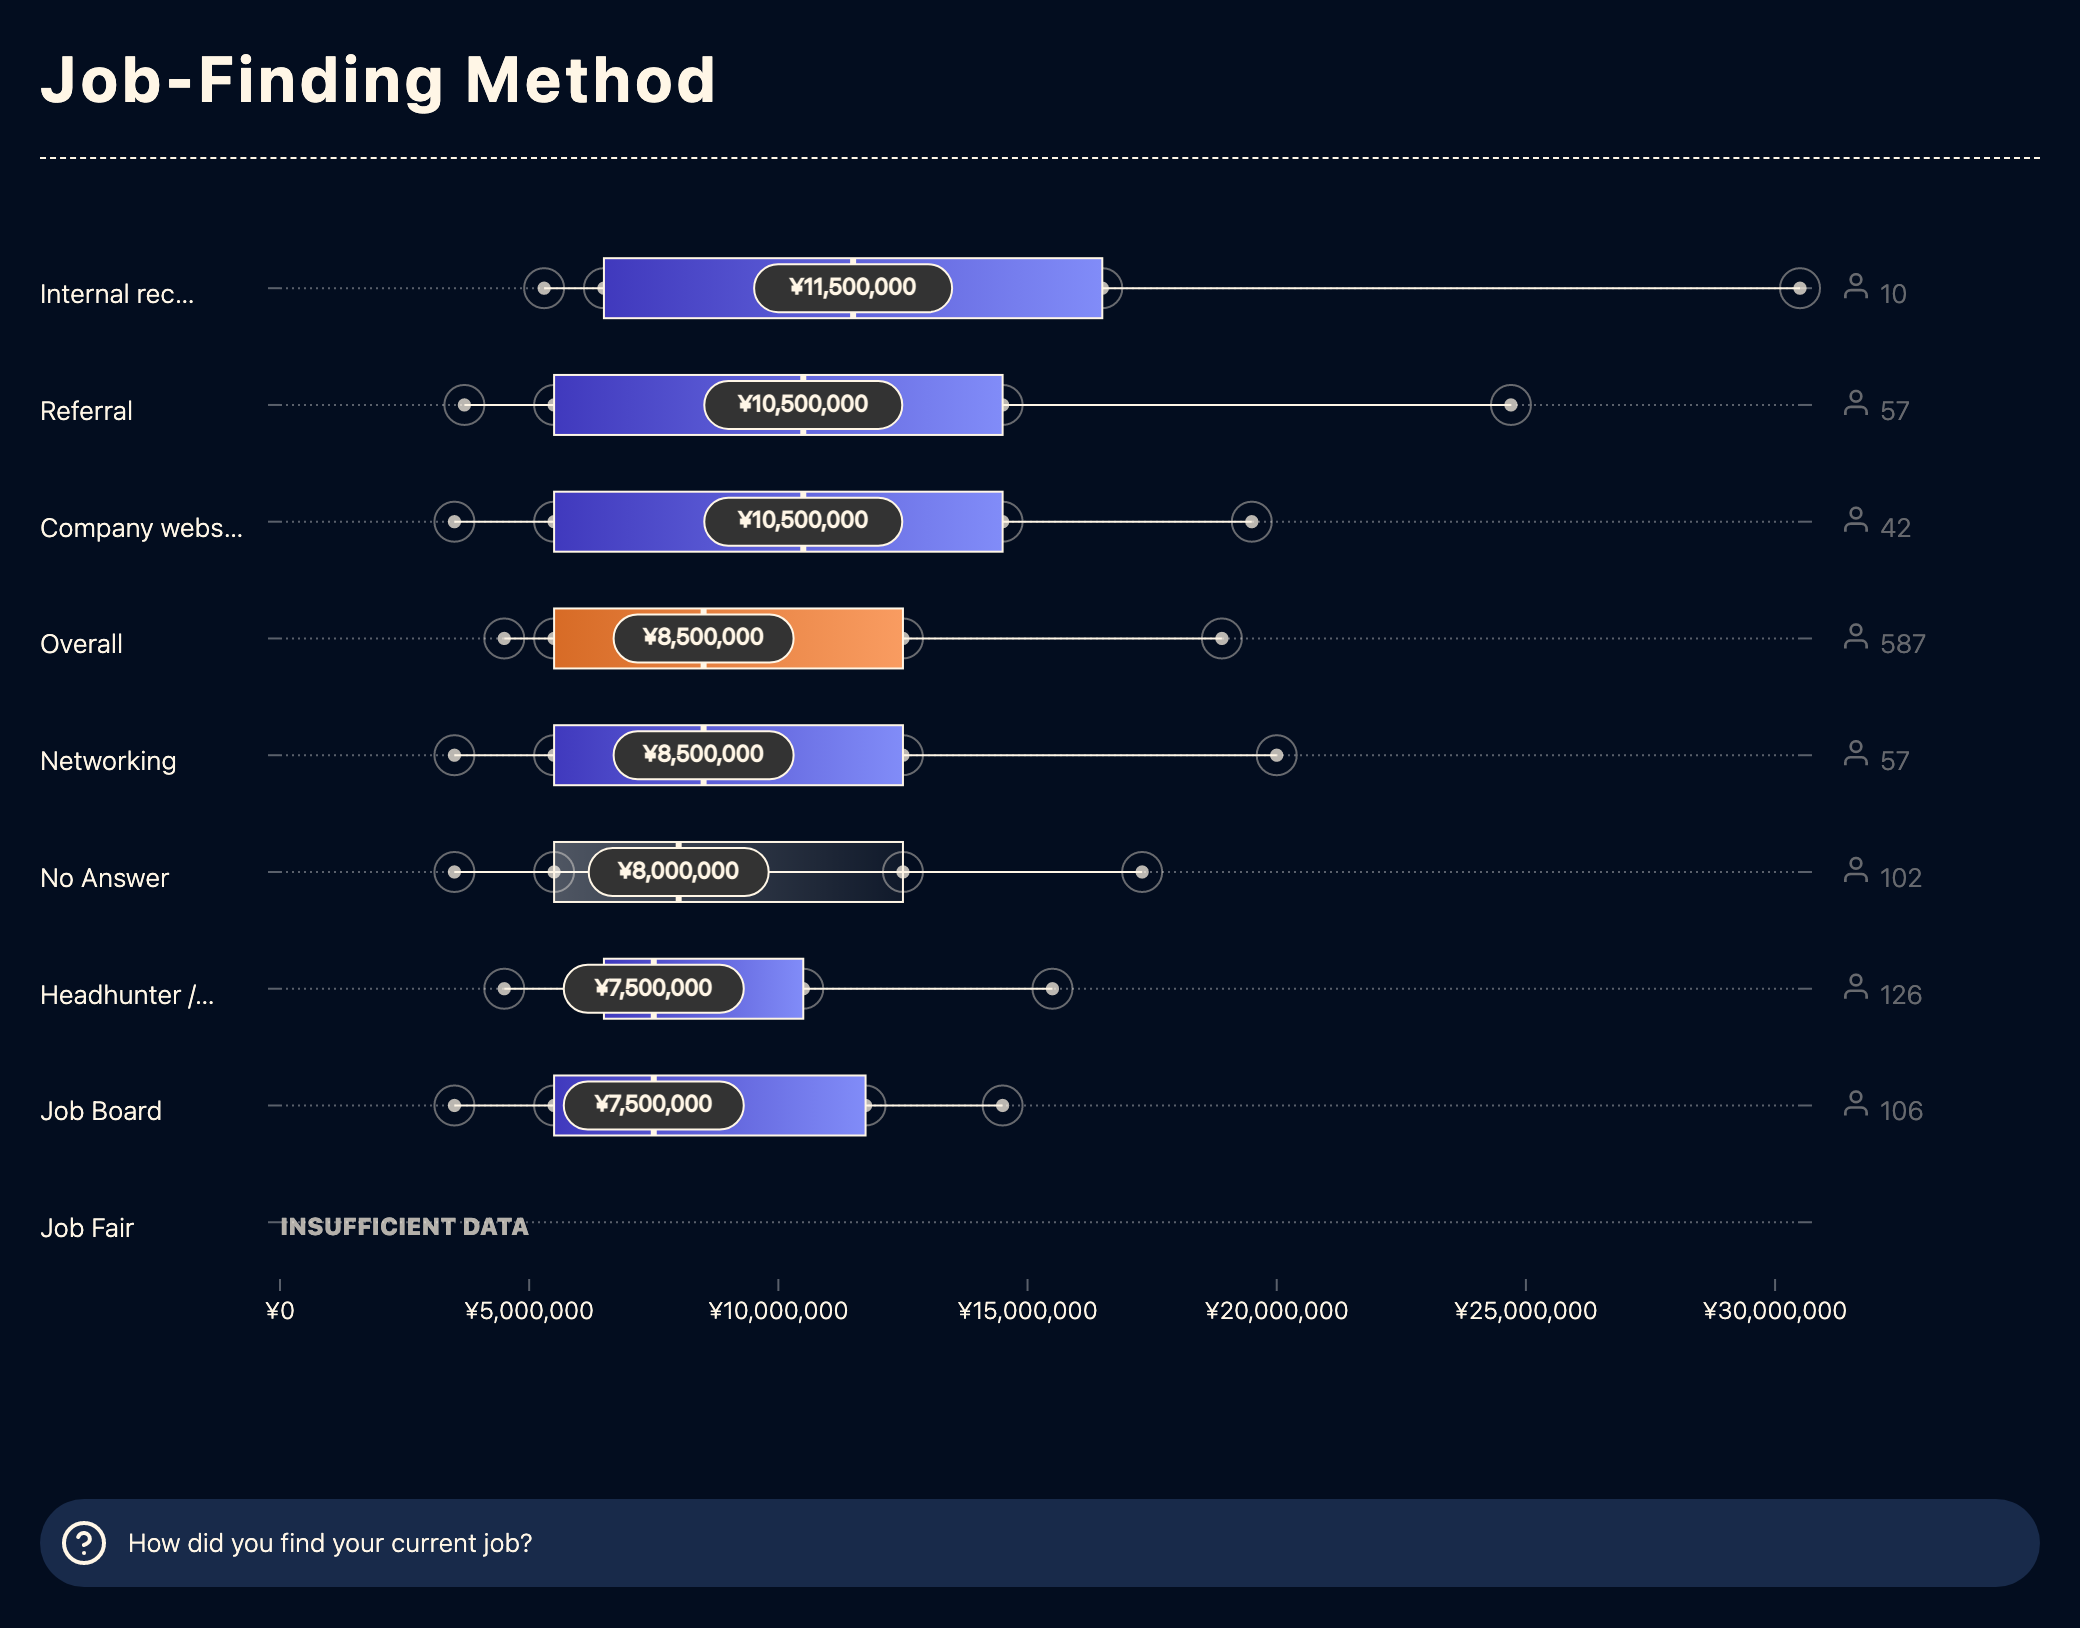 Job-Finding Method
Internal rec...
¥11,500,000
10
Referral
¥10,500,000
57
Company webs...
¥10,500,000
42
Overall
¥8,500,000
587
Networking
¥8,500,000
57
No Answer
¥8,000,000
102
Headhunter /...
¥7,500,000
126
Job Board
¥7,500,000
106
Job Fair
INSUFFICIENT DATA
¥0 ¥5,000,000 ¥10,000,000 ¥15,000,000 ¥20,000,000 ¥25,000,000 ¥30,000,000
How did you find your current job?